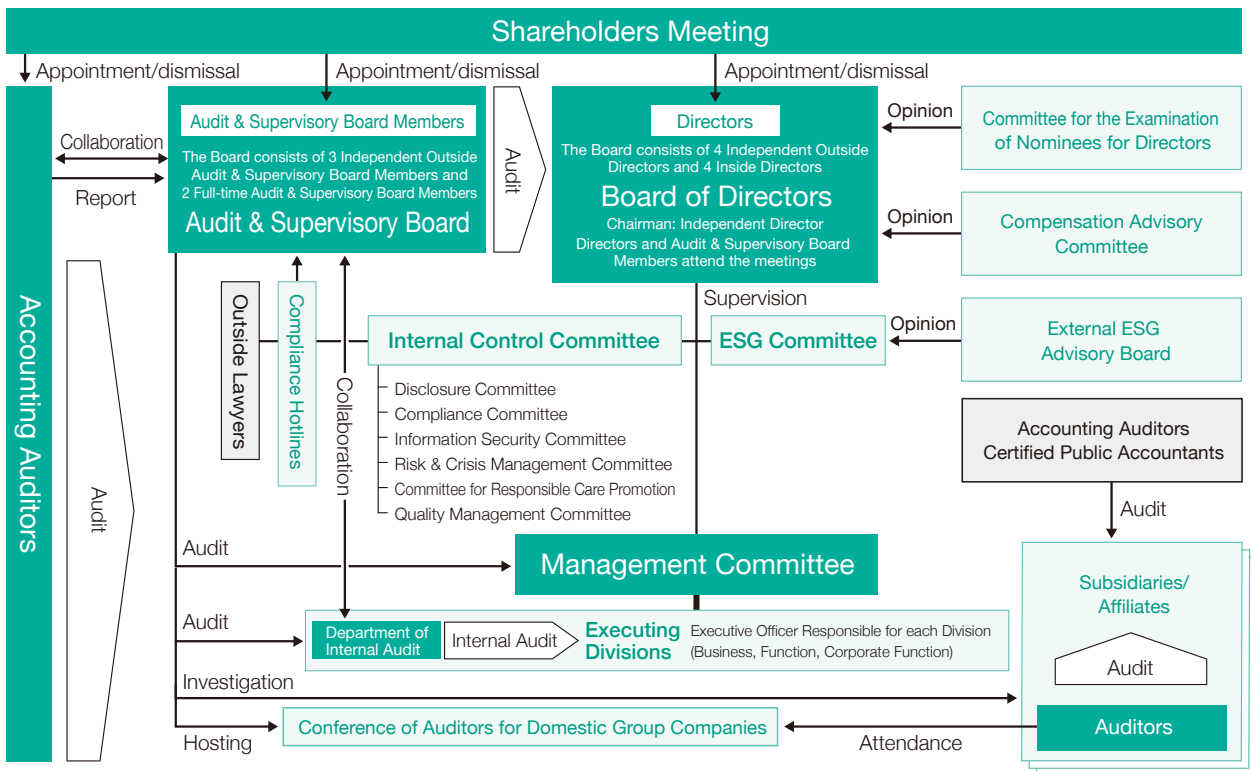 Shareholders Meeting
Appointment/dismissal
Appointment/dismissal
Appointment/dismissal
Accounting Auditors
Collaboration
Report
Audit & Supervisory Board Members
The Board consists of 3 Independent Outside
Audit & Supervisory Board Members and
2 Full-time Audit & Supervisory Board Members
Audit & Supervisory Board
Audit
Directors
The Board consists of 4 Independent Outside
Directors and 4 Inside Directors
Board of Directors
Chairman: Independent Director
Directors and Audit & Supervisory Board
Members attend the meetings
Opinion
Committee for the Examination
of Nominees for Directors
Opinion
Compensation Advisory
Committee
Supervision
Outside Lawyers
Compliance Hotlines
Collaboration
Internal Control Committee
ESG Committee
Opinion
External ESG
Advisory Board
Disclosure Committee
Compliance Committee
Information Security Committee
Risk & Crisis Management Committee
Committee for Responsible Care Promotion
Quality Management Committee
Accounting Auditors
Certified Public Accountants
Audit
Audit
Audit
Management Committee
Subsidiaries/
Affiliates
Audit
Auditors
Audit
Department of
Internal Audit
Internal Audit
Executing
Divisions
Executive Officer Responsible for each Division
(Business, Function, Corporate Function)
Investigation
Hosting
Conference of Auditors for Domestic Group Companies
Attendance